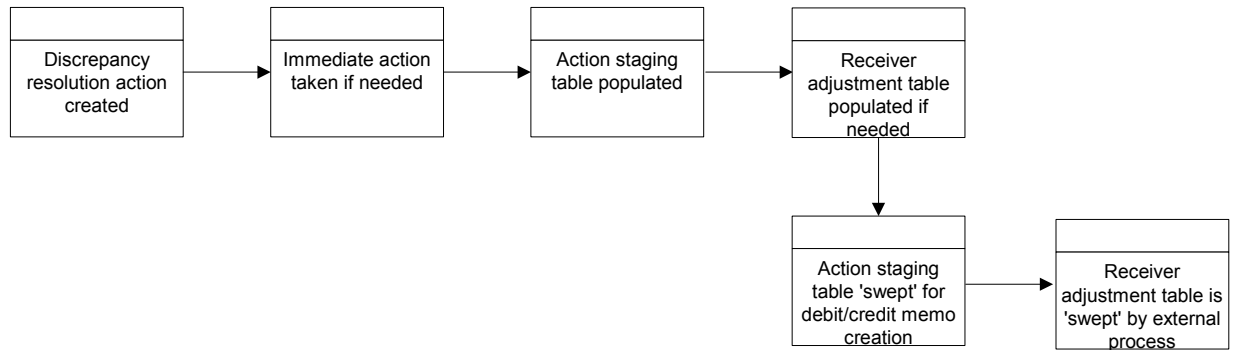 Discrepancy
resolution action
created
Immediate action
taken if needed
Action staging
table populated
Receiver
adjustment table
populated if
needed
Action staging
table 'swept' for
debit/credit memo
creation
Receiver
adjustment table is
'swept' by external
process